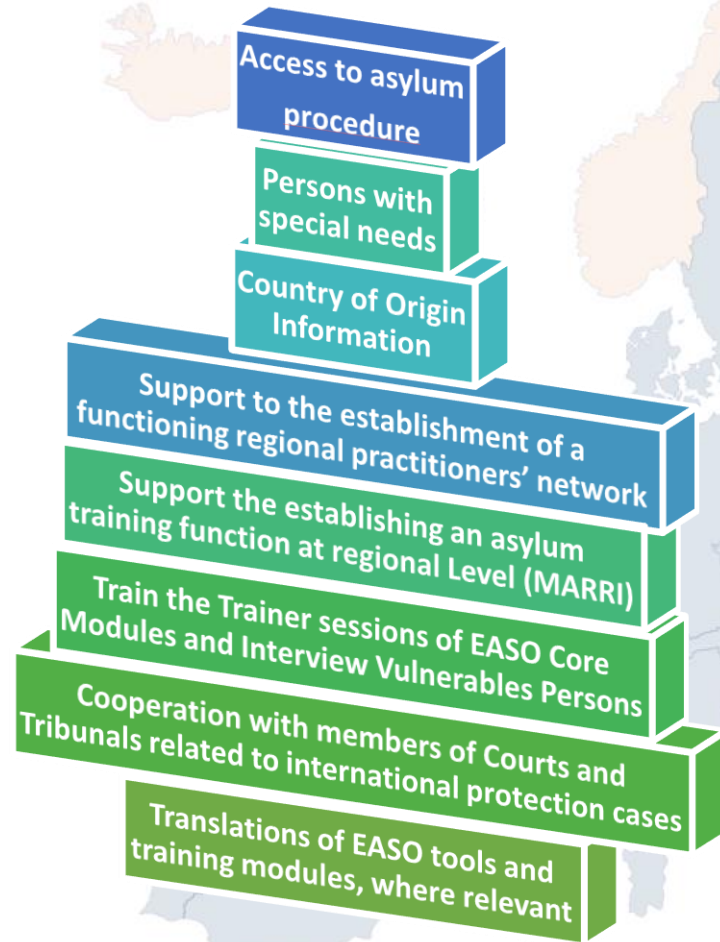 Access to asylum
procedure
Persons with
special needs
Country of Origin
Information
Support to the establishment of a
functioning regional practitioners’ network
Support the establishing an asylum
training function at regional Level (MARRI)
Train the Trainer sessions of EASO Core
Modules and Interview Vulnerables Persons
Cooperation with members of Courts and
Tribunals related to international protection cases
Translations of EASO tools and
training modules, where relevant